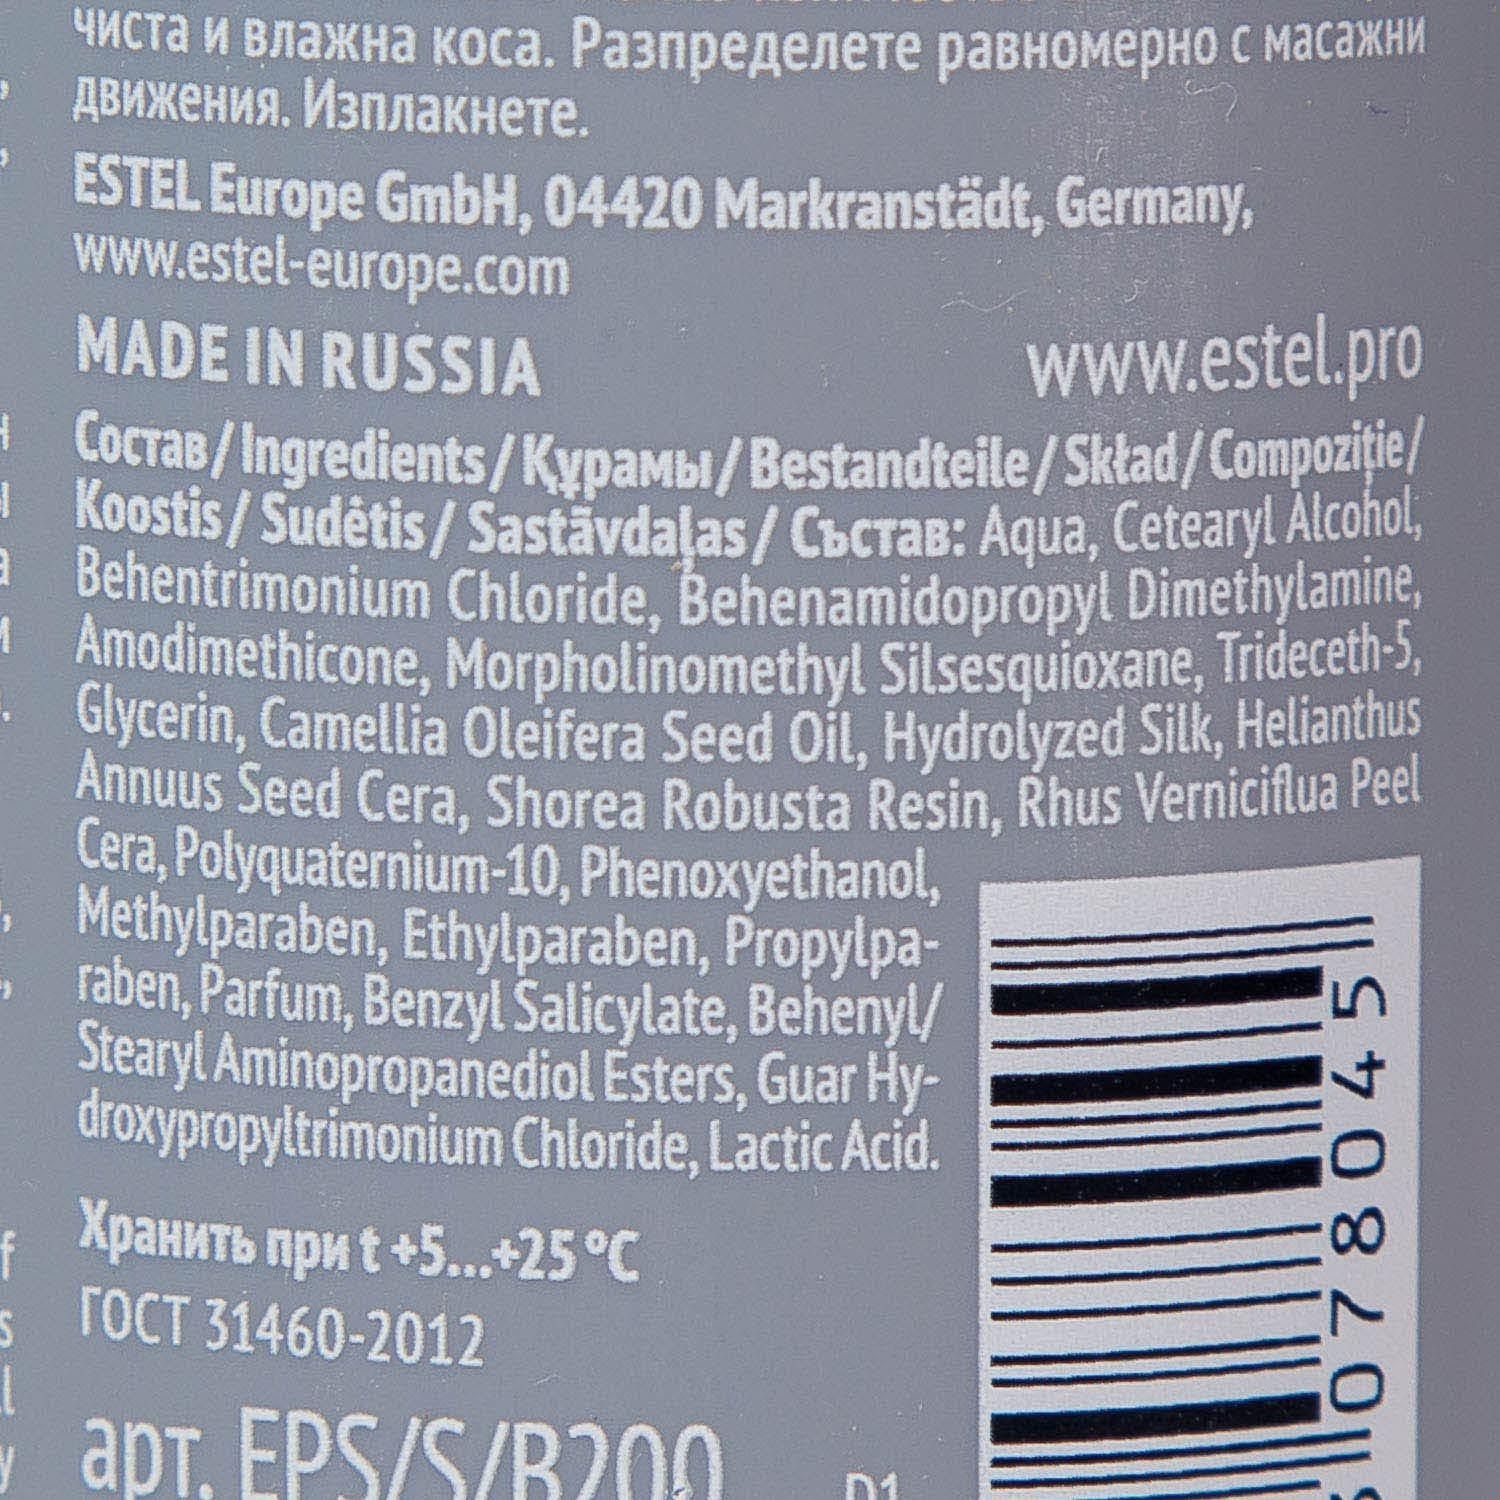 чиста и влажна коса. Разпределете равномерно с масажни
движения. Изплакнете.
ESTEL Europe GmbH, 04420 Markranstädt, Germany,
www.estel-europe.com
MADE IN RUSSIA
www.estel.pro
Состав/Ingredients/Құрамы/Bestandteile/Skład/Compoziție/
Koostis/Sudėtis/Sastāvdaļas/Състав: Aqua, Cetearyl Alcohol,
Behentrimonium Chloride, Behenamidopropyl Dimethylamine,
Amodimethicone, Morpholinomethyl Silsesquioxane, Trideceth-5,
Glycerin, Camellia Oleifera Seed Oil, Hydrolyzed Silk, Helianthus
Annuus Seed Cera, Shorea Robusta Resin, Rhus Verniciflua Peel
Cera, Polyquaternium-10, Phenoxyethanol,
Methylparaben, Ethylparaben, Propylpa-
raben, Parfum, Benzyl Salicylate, Behenyl/
Stearyl Aminopropanediol Esters, Guar Hy-
droxypropyltrimonium Chloride, Lactic Acid.
Хранить при t +5...+25 °C
ГОСТ 31460-2012
арт. EPS/S/B200
078045